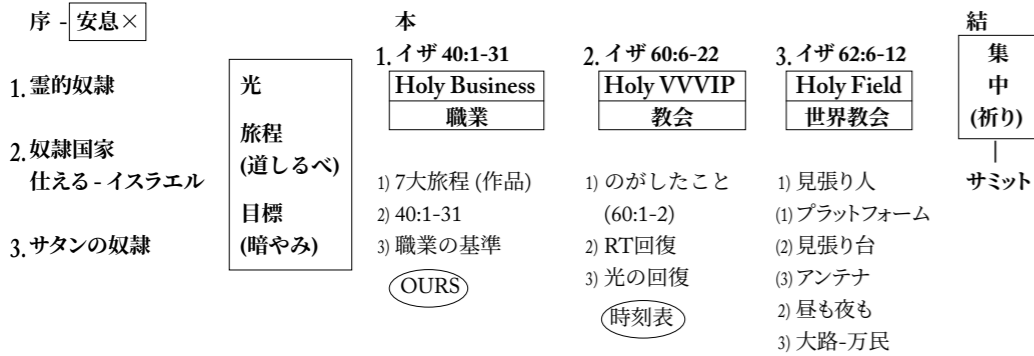 序 - 安息×
1. 霊的奴隷
2. 奴隷国家
仕える - イスラエル
3. サタンの奴隷
光
旅程
(道しるべ)
目標
(暗やみ)
本
1. イザ 40:1-31
Holy Business
職業
1) 7大旅程 (作品)
2) 40:1-31
3) 職業の基準
OURS
2. イザ 60:6-22
Holy VVVIP
教会
1) のがしたこと
(60:1-2)
2) RT回復
3) 光の回復
時刻表
3. イザ 62:6-12
Holy Field
世界教会
1) 見張り人
(1) プラットフォーム
(2) 見張り台
(3) アンテナ
2) 昼も夜も
3) 大路-万民
結
集
中
(祈り)
サミット